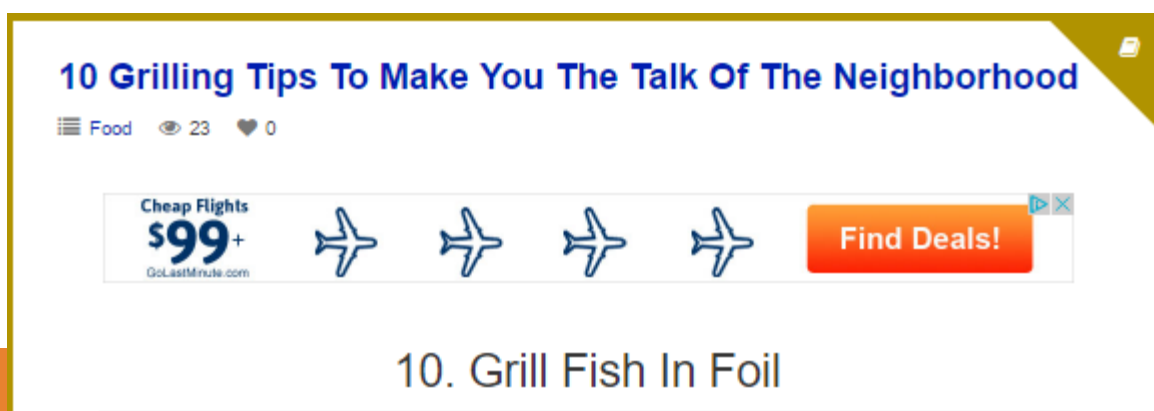 10 Grilling Tips To Make You The Talk Of The Neighborhood
Food 23 0
Cheap Flights
$99+
GoLastMinute.com
Find Deals!
10. Grill Fish In Foil